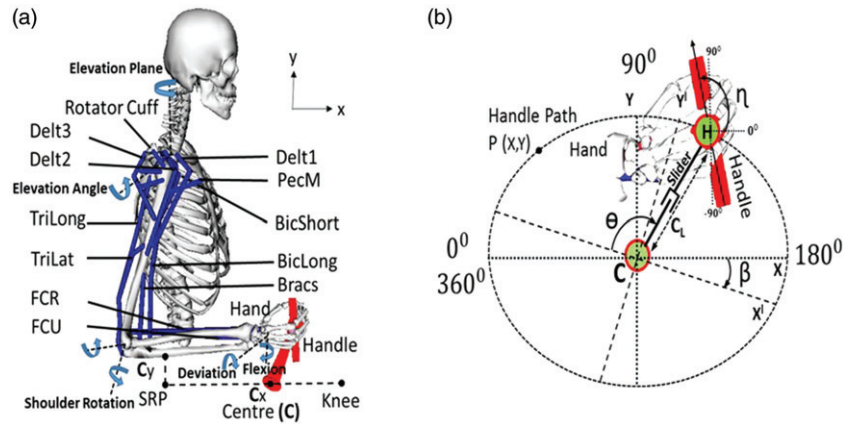 (a)
y
x
Elevation Plane
Rotator Cuff
Delt3
Delt2
Elevation Angle
TriLong
TriLat
FCR
FCU
Delt1
PecM
BicShort
BicLong
Bracs
Hand
Handle
Cy
Deviation
Flexion
Shoulder Rotation
SRP
Cx
Centre (C)
Knee
(b)
90⁰
Y
Y'
90⁰
η
0⁰
H
Handle Path
P (X,Y)
Hand
Slider
Handle
-90⁰
C_L
θ
0⁰
360⁰
C
X
180⁰
β
X'